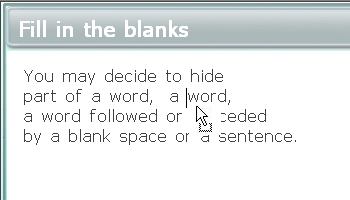 Fill in the blanks
You may decide to hide
part of a word, a word,
a word followed or ceded
by a blank space or a sentence.